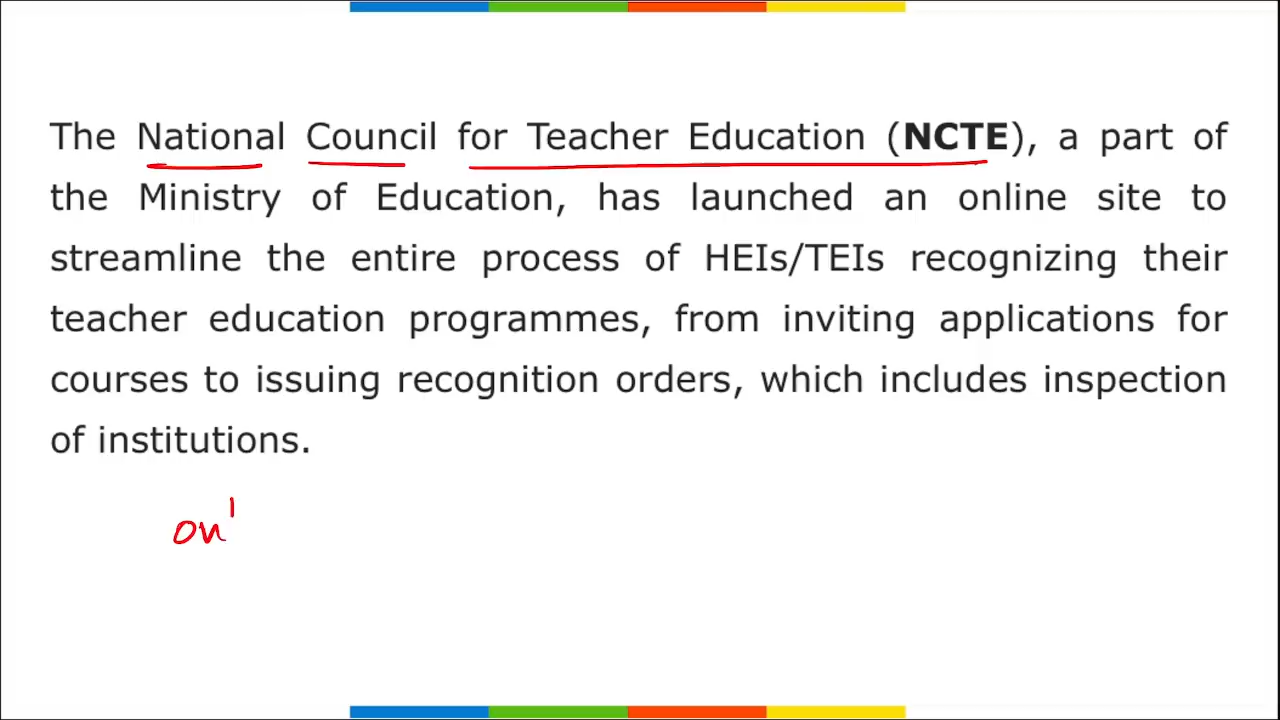 The National Council for Teacher Education (NCTE), a part of
the Ministry of Education, has launched an online site to
streamline the entire process of HEIs/TEIs recognizing their
teacher education programmes, from inviting applications for
courses to issuing recognition orders, which includes inspection
of institutions.
on